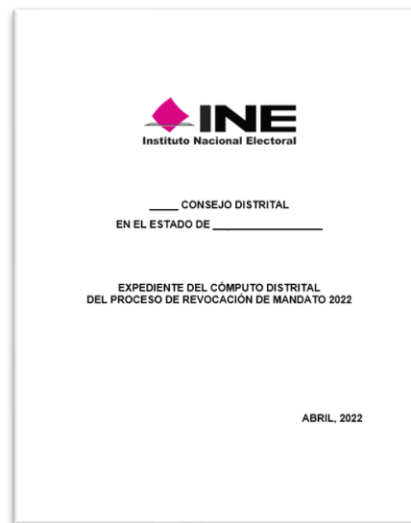 INE
Instituto Nacional Electoral
_____ CONSEJO DISTRITAL
EN EL ESTADO DE ___________________
EXPEDIENTE DEL CÓMPUTO DISTRITAL
DEL PROCESO DE REVOCACIÓN DE MANDATO 2022
ABRIL, 2022